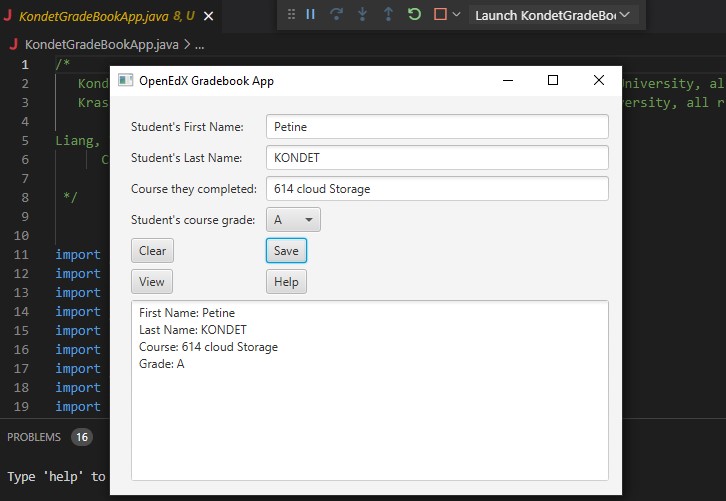 KondetGradeBookApp.java 8, U
Launch KondetGradeBo
KondetGradeBookApp.java > ...
OpenEdX Gradebook App
1 /*
2 Kond
niversity, al
3 Kras
ersity, all r
4
5 Liang,
6 C
7
8 */
9
10
11 import
12 import
13 import
14 import
15 import
16 import
17 import
18 import
19 import
Student's First Name: Petine
Student's Last Name: KONDET
Course they completed: 614 cloud Storage
Student's course grade: A
Clear Save
View Help
First Name: Petine
Last Name: KONDET
Course: 614 cloud Storage
Grade: A
PROBLEMS 16
Type 'help' to